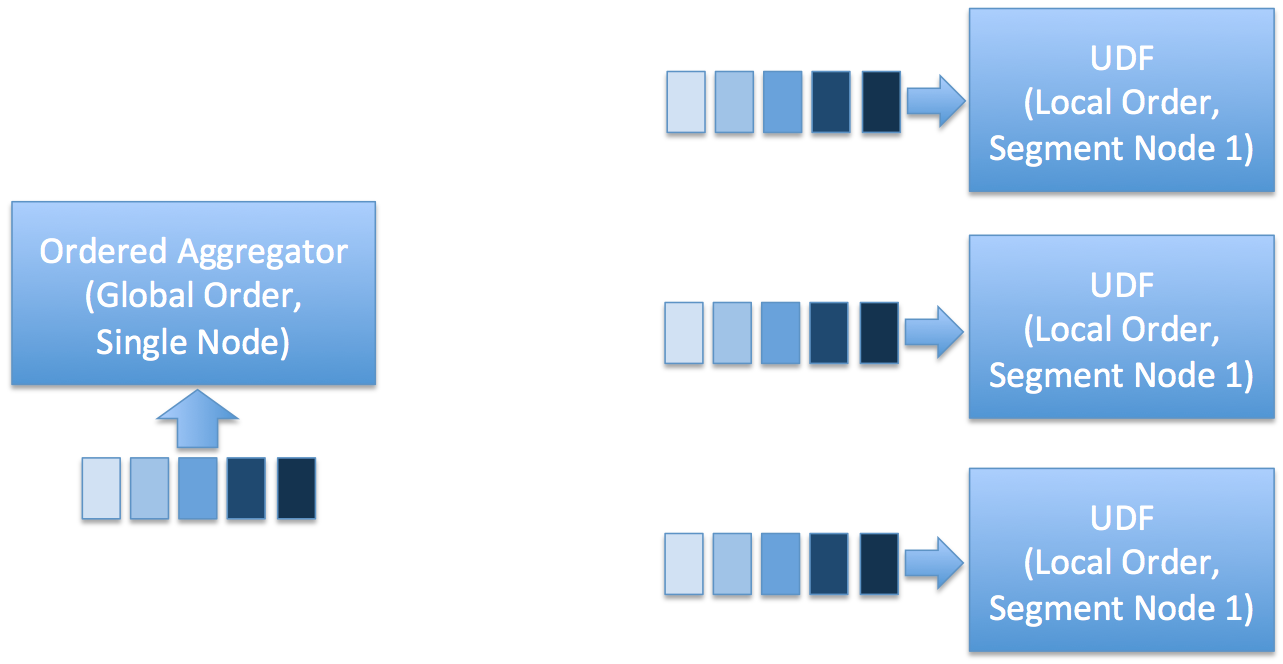 Ordered Aggregator
(Global Order,
Single Node)
UDF
(Local Order,
Segment Node 1)
UDF
(Local Order,
Segment Node 1)
UDF
(Local Order,
Segment Node 1)